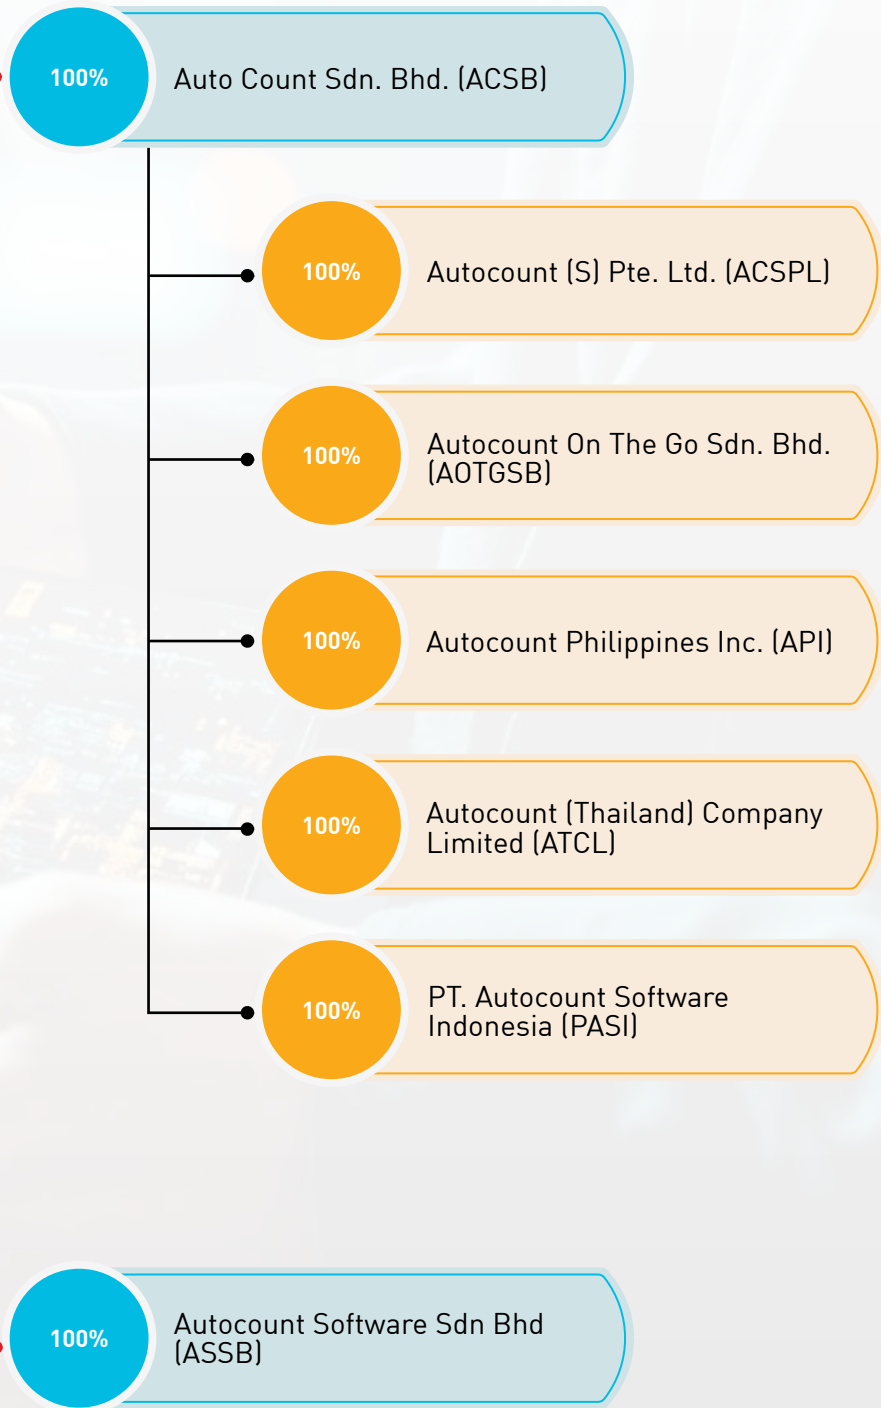 100%
Auto Count Sdn. Bhd. (ACSB)
100%
Autocount (S) Pte. Ltd. (ACSPL)
100%
Autocount On The Go Sdn. Bhd.
(AOTGSB)
100%
Autocount Philippines Inc. (API)
100%
Autocount (Thailand) Company
Limited (ATCL)
100%
PT. Autocount Software
Indonesia (PASI)
100%
Autocount Software Sdn Bhd
(ASSB)